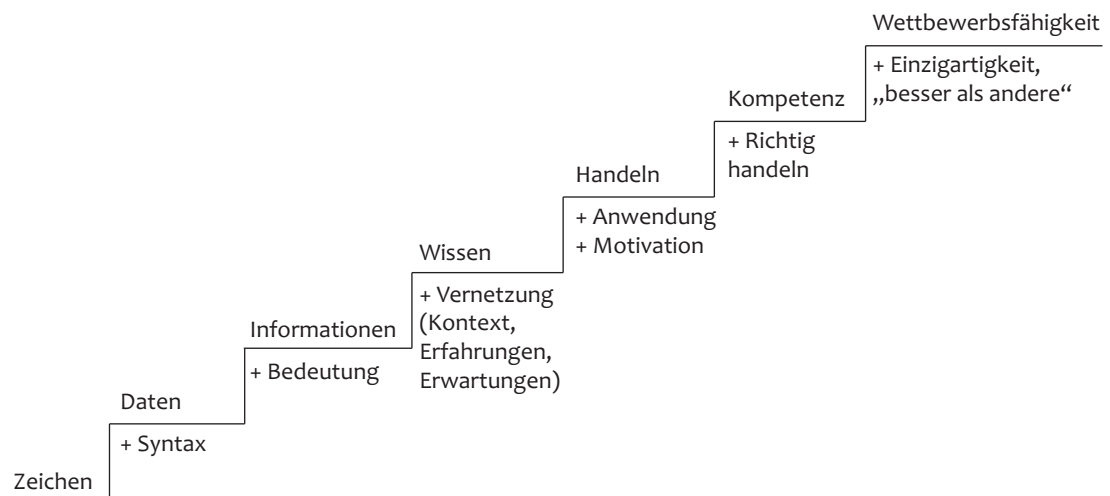 Wettbewerbsfähigkeit
+ Einzigartigkeit,
„besser als andere“
Kompetenz
+ Richtig
handeln
Handeln
+ Anwendung
+ Motivation
Wissen
+ Vernetzung
(Kontext,
Erfahrungen,
Erwartungen)
Informationen
+ Bedeutung
Daten
+ Syntax
Zeichen